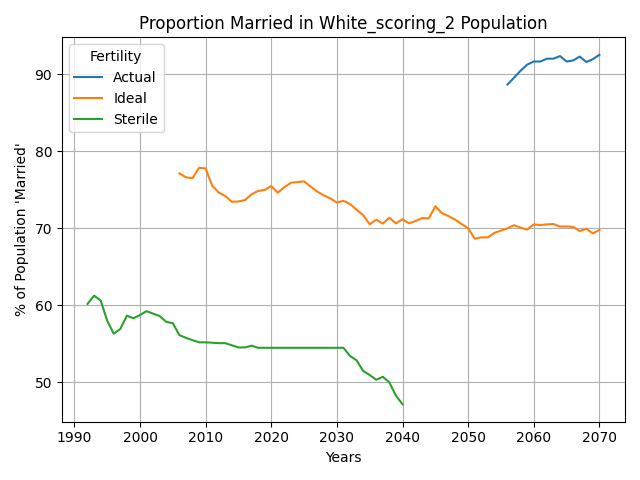 Proportion Married in White_scoring_2 Population
Fertility
Actual
Ideal
Sterile
% of Population 'Married'
90
80
70
60
50
1990 2000 2010 2020 2030 2040 2050 2060 2070
Years